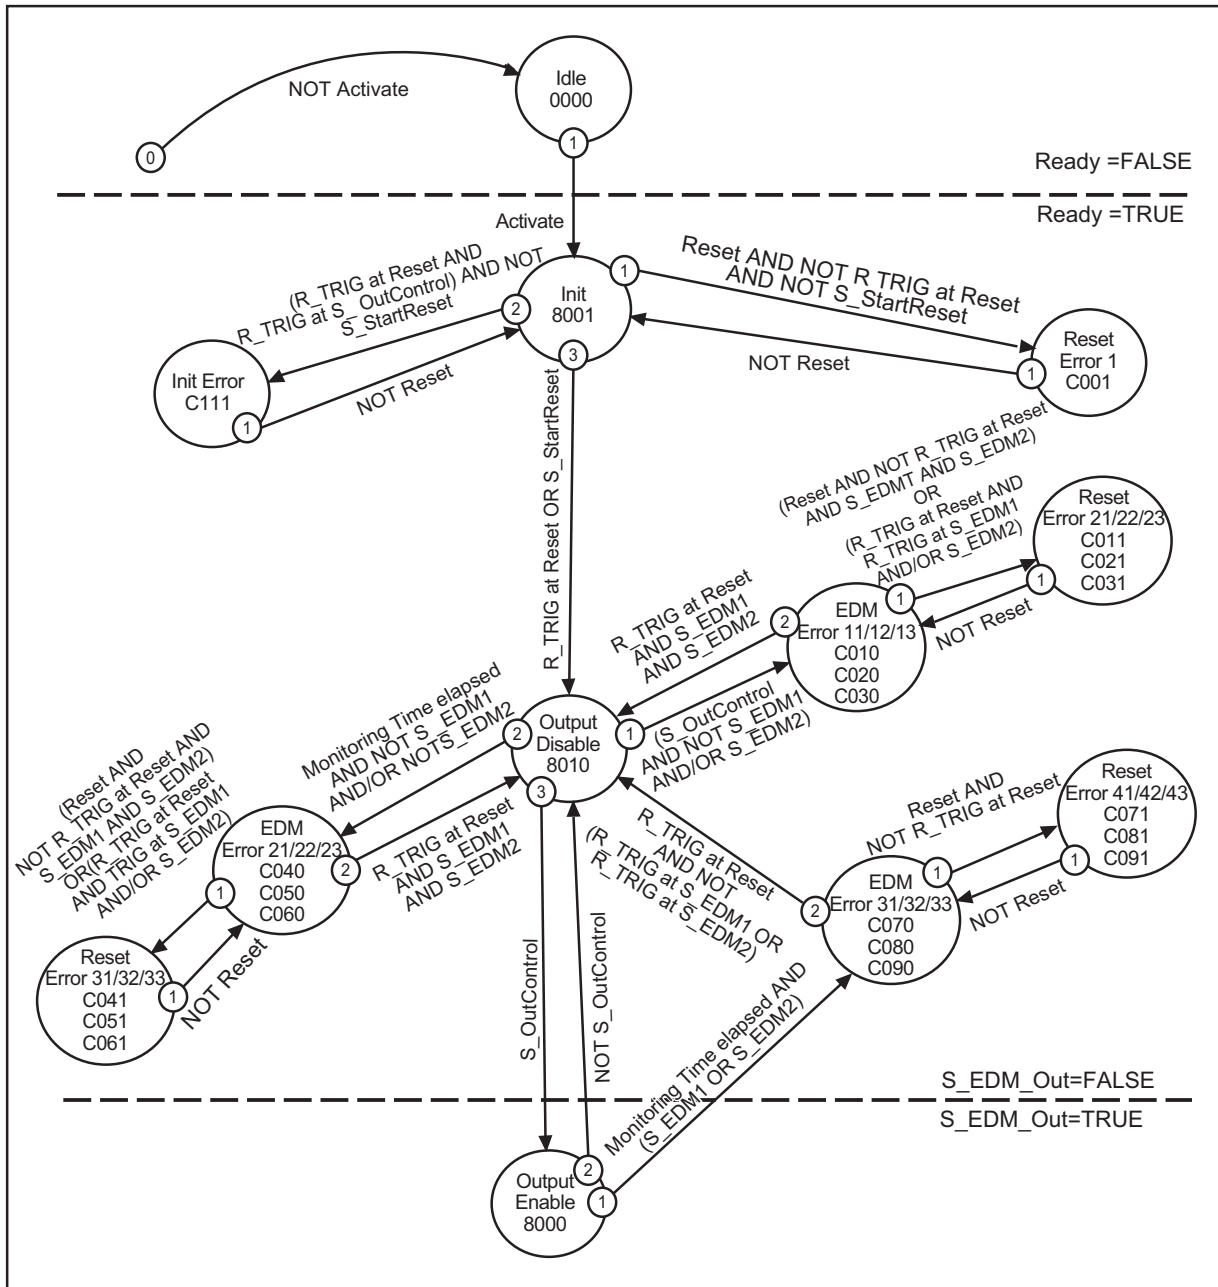 NOT Activate
Idle
0000
0
1
Ready =FALSE
Ready =TRUE
Activate
(R_TRIG at Reset AND
R_TRIG at S_OutControl) AND NOT
S_StartReset
Init
8001
1
2
3
Reset AND NOT R TRIG at Reset
AND NOT S_StartReset
NOT Reset
Reset
Error 1
C001
1
Init Error
C111
1
NOT Reset
R_TRIG at Reset OR S_StartReset
(Reset AND NOT R_TRIG at Reset
AND S_EDMT AND S_EDM2)
OR
(R_TRIG at Reset AND
R_TRIG at S_EDM1
AND/OR S_EDM2)
Reset
Error 21/22/23
C011
C021
C031
1
NOT Reset
EDM
Error 11/12/13
C010
C020
C030
1
2
R_TRIG at Reset
AND S_EDM1
AND S_EDM2
(S_OutControl
AND NOT S_EDM1
AND/OR S_EDM2)
Output
Disable
8010
1
2
3
Monitoring Time elapsed
AND NOT S_EDM1
AND/OR NOTS_EDM2
R_TRIG at Reset
AND S_EDM1
AND S_EDM2
(Reset AND
NOT R_TRIG at Reset AND
S_EDM1 AND S_EDM2)
OR(R_TRIG at Reset
AND TRIG at S_EDM1
AND/OR S_EDM2)
EDM
Error 21/22/23
C040
C050
C060
1
2
Reset
Error 31/32/33
C041
C051
C061
1
NOT Reset
R_TRIG at Reset
AND NOT
(R_TRIG at S_EDM1 OR
R_TRIG at S_EDM2)
Reset AND
NOT R_TRIG at Reset
Reset
Error 41/42/43
C071
C081
C091
1
NOT Reset
EDM
Error 31/32/33
C070
C080
C090
1
2
S_OutControl
NOT S_OutControl
Monitoring Time elapsed AND
(S_EDM1 OR S_EDM2)
S_EDM_Out=FALSE
S_EDM_Out=TRUE
Output
Enable
8000
2
1